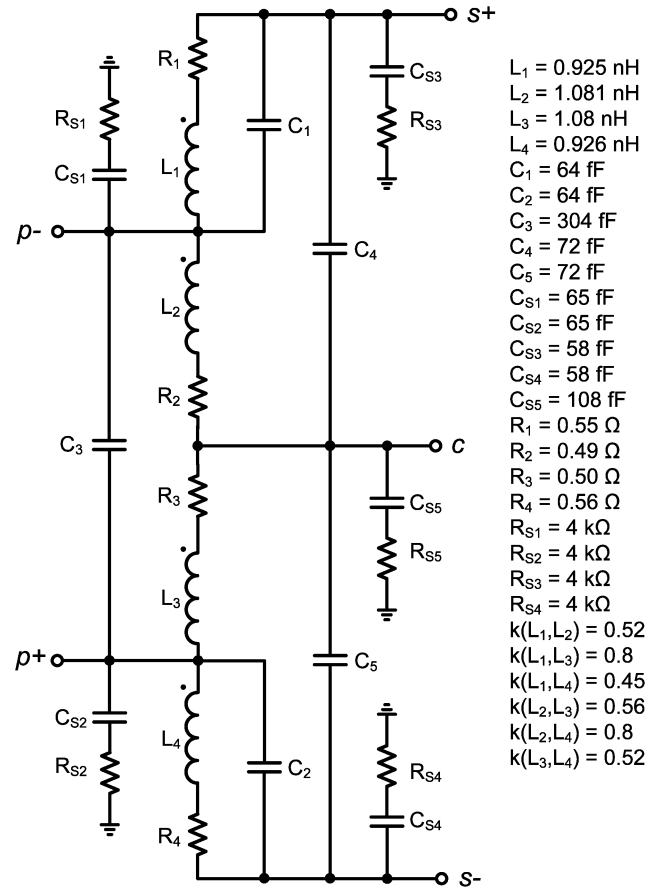 s+
R1
C1
CS3
RS3
RS1
CS1
L1
p-
C4
L2
R2
C3
c
R3
CS5
RS5
L3
p+
C5
CS2
RS2
L4
C2
RS4
CS4
R4
s-
L1 = 0.925 nH
L2 = 1.081 nH
L3 = 1.08 nH
L4 = 0.926 nH
C1 = 64 fF
C2 = 64 fF
C3 = 304 fF
C4 = 72 fF
C5 = 72 fF
CS1 = 65 fF
CS2 = 65 fF
CS3 = 58 fF
CS4 = 58 fF
CS5 = 108 fF
R1 = 0.55 Ω
R2 = 0.49 Ω
R3 = 0.50 Ω
R4 = 0.56 Ω
RS1 = 4 kΩ
RS2 = 4 kΩ
RS3 = 4 kΩ
RS4 = 4 kΩ
k(L1,L2) = 0.52
k(L1,L3) = 0.8
k(L1,L4) = 0.45
k(L2,L3) = 0.56
k(L2,L4) = 0.8
k(L3,L4) = 0.52